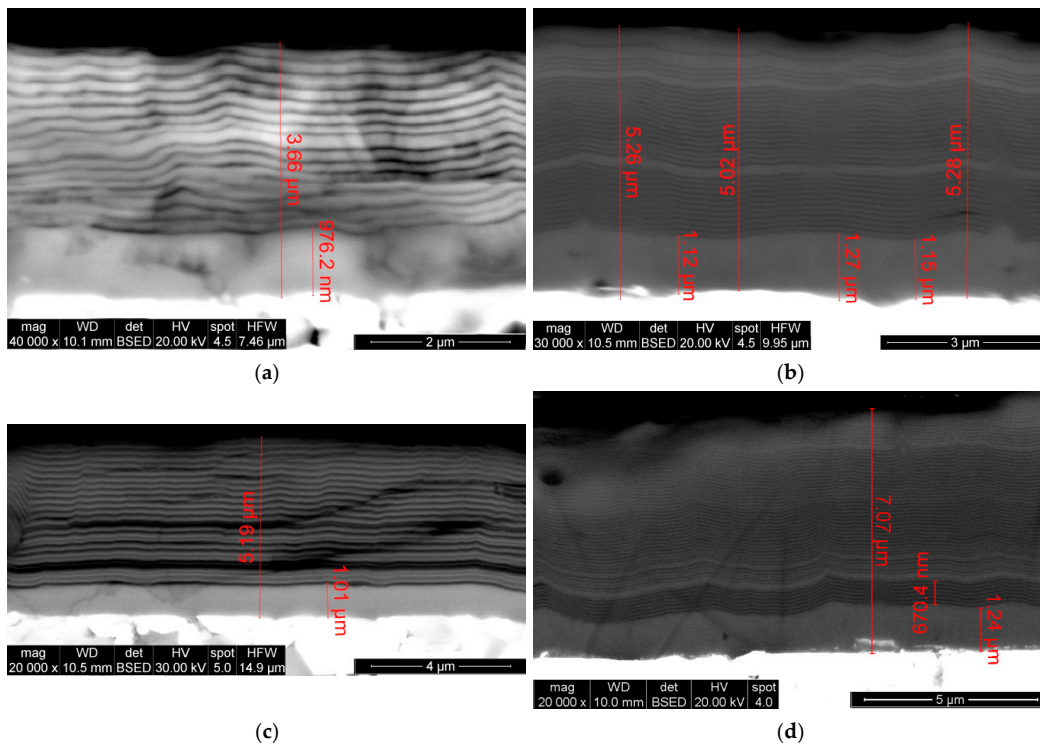 3.66 µm
976.2 nm
mag WD det HV spot HFW
40 000 x 10.1 mm BSED 20.00 kV 4.5 7.46 µm 2 µm
(a)
5.26 µm
5.02 µm
5.28 µm
1.12 µm
1.27 µm
1.15 µm
mag WD det HV spot HFW
30 000 x 10.5 mm BSED 20.00 kV 4.5 9.95 µm 3 µm
(b)
5.19 µm
1.01 µm
mag WD det HV spot HFW
20 000 x 10.5 mm BSED 30.00 kV 5.0 14.9 µm 4 µm
(c)
7.07 µm
670.4 nm
1.24 µm
mag WD det HV spot
20 000 x 10.0 mm BSED 20.00 kV 4.0 5 µm
(d)